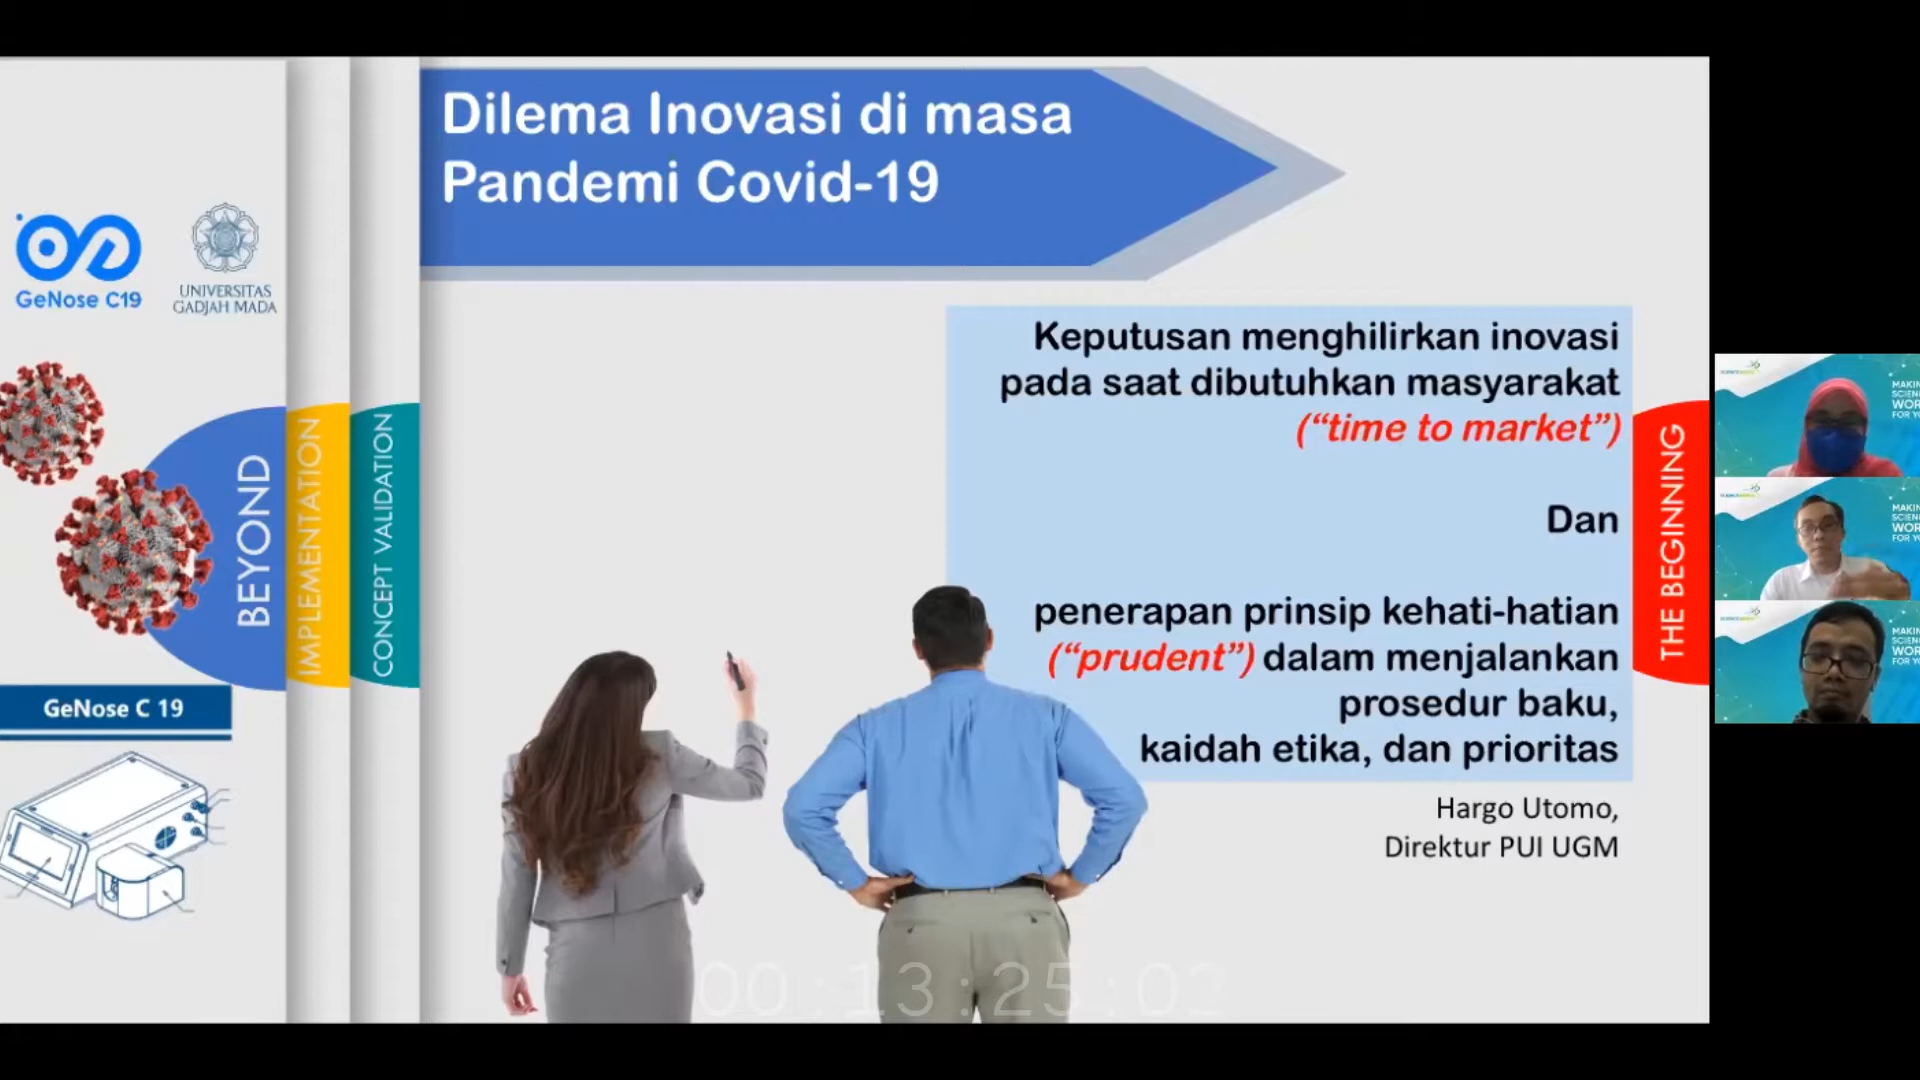 Dilema Inovasi di masa
Pandemi Covid-19
GeNose C19
UNIVERSITAS
GADJAH MADA
BEYOND
IMPLEMENTATION
CONCEPT VALIDATION
GeNose C 19
Keputusan menghilirkan inovasi
pada saat dibutuhkan masyarakat
(“time to market”)
Dan
penerapan prinsip kehati-hatian
(“prudent”) dalam menjalankan
prosedur baku,
kaidah etika, dan prioritas
Hargo Utomo,
Direktur PUI UGM
THE BEGINNING
00:13:25:02